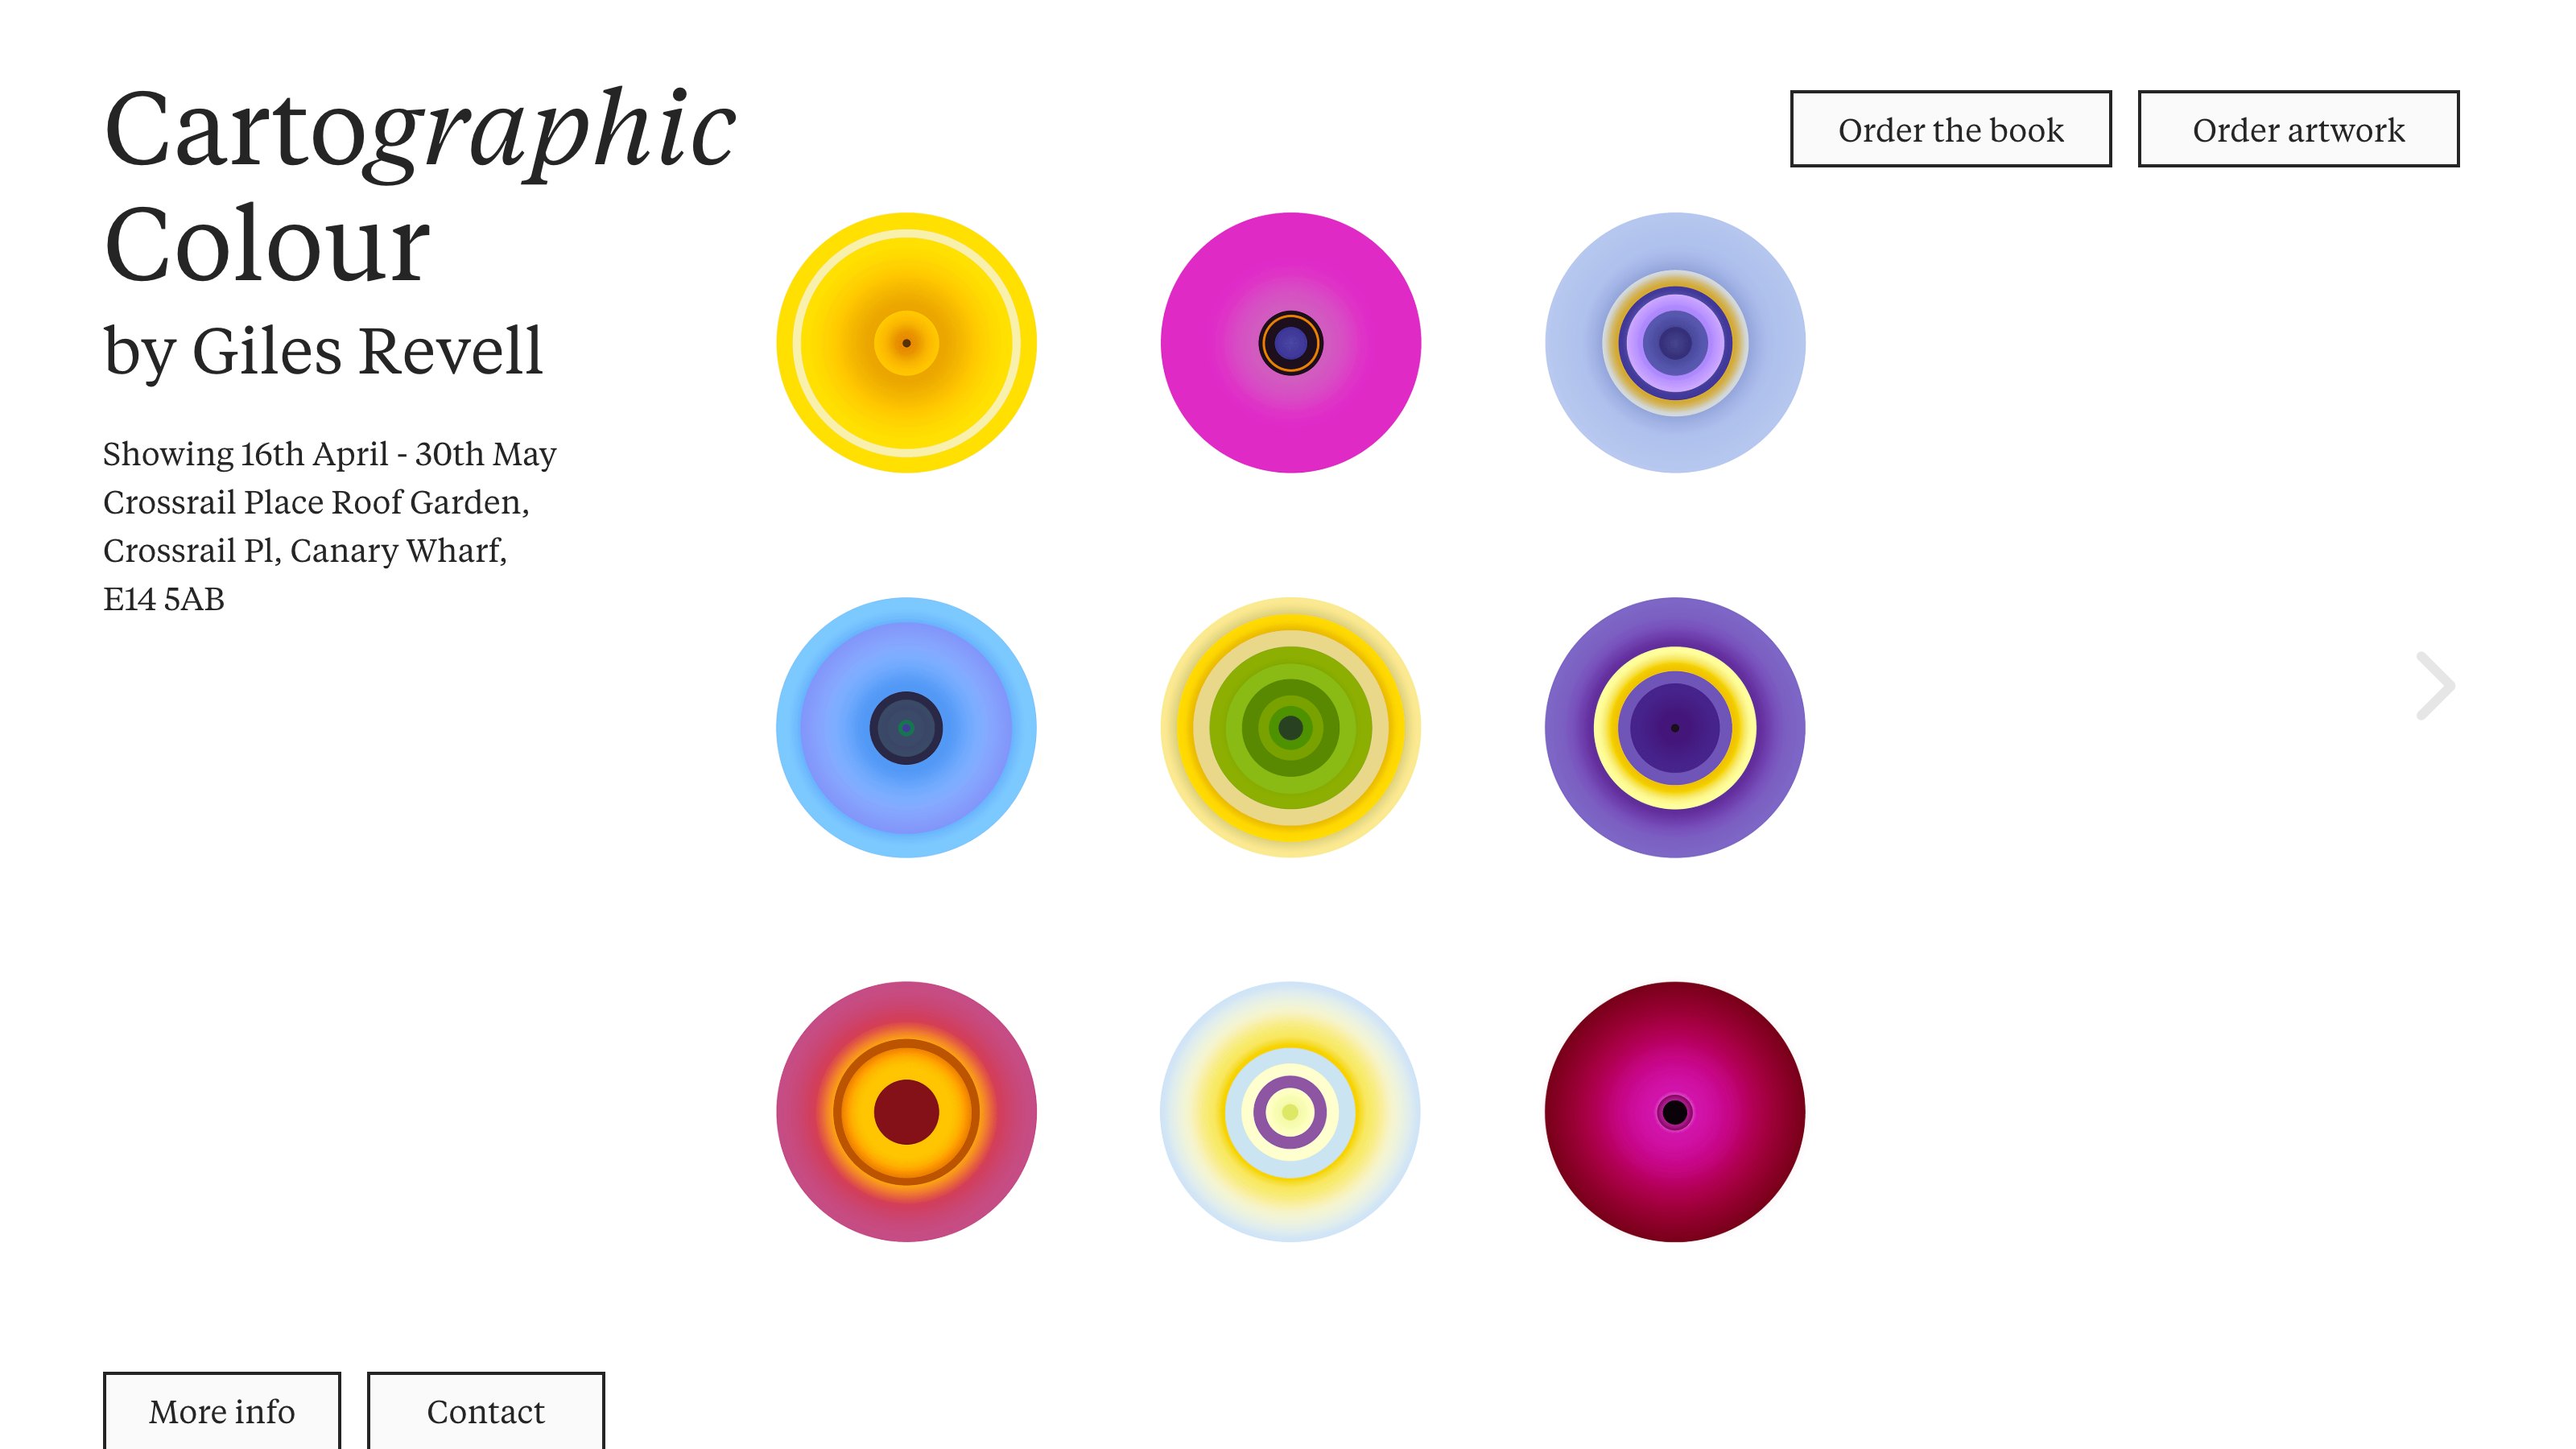 Cartographic
Colour
by Giles Revell
Showing 16th April - 30th May
Crossrail Place Roof Garden,
Crossrail Pl, Canary Wharf,
E14 5AB
Order the book
Order artwork
More info
Contact